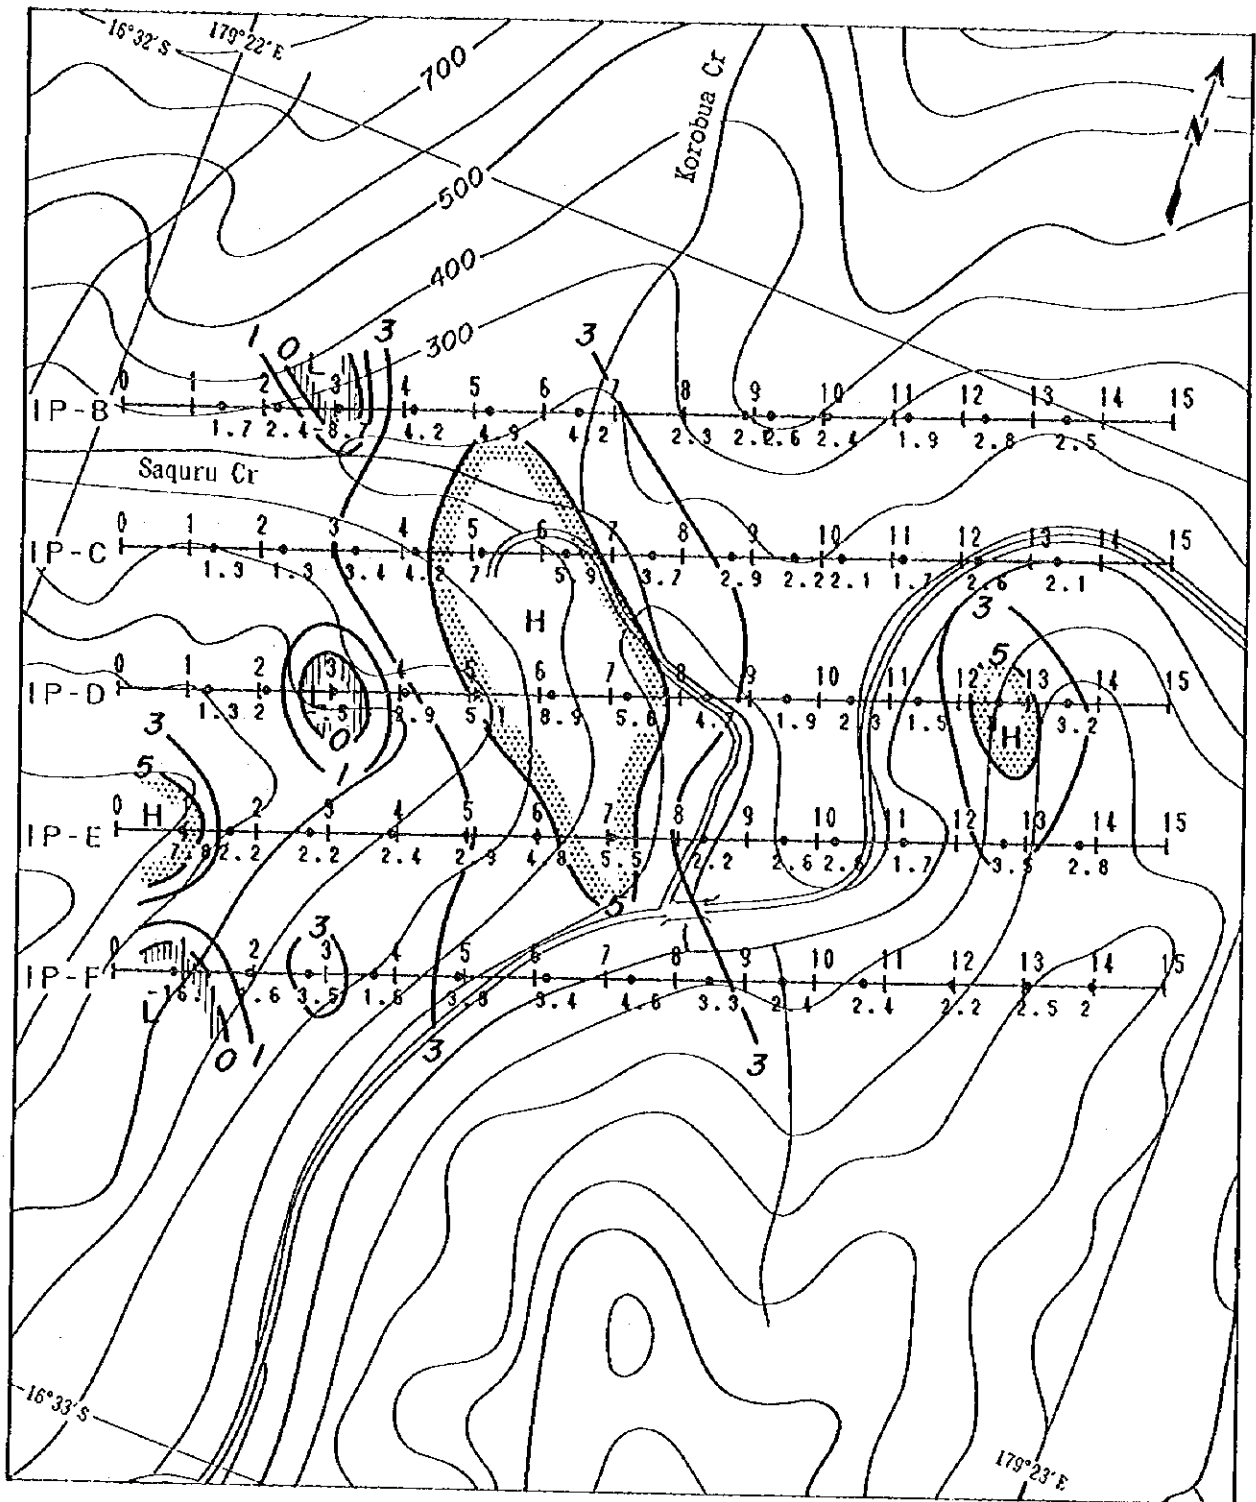 16°32'S
179°22'E
700
Korobua Cr
N
500
400
300
1 0 L 3 3
0 1 2 3 4 5 6 7 8 9 10 11 12 13 14 15
IP-B
1.7 2.4 -8.7 4.2 4.9 4.2 2.3 2.6 2.4 1.9 2.8 2.5
Saquru Cr
0 1 2 3 4 5 6 7 8 9 10 11 12 13 14 15
IP-C
1.3 1.3 3.4 4.2 7 5.9 3.7 2.9 2.2 2.1 1.7 2.6 2.1
H
3
5
0 1 2 3 4 5 6 7 8 9 10 11 12 13 14 15
IP-D
1.3 2 -5 2.9 5.1 8.9 5.6 4.7 1.9 2.3 1.5 3.2
3 0 H
5 1
H
0 2 3 4 5 6 7 8 9 10 11 12 13 14 15
IP-E
7.8 2.2 2.2 2.4 2.3 4.8 5.5 2.2 2.6 2.6 1.7 3.5 2.8
5
3
0 2 3 4 5 6 7 8 9 10 11 12 13 14 15
IP-F
-16. 1.6 3.5 1.6 3.8 3.4 4.6 3.3 2.4 2.4 2.2 2.5 2
L
0 1 3 3
16°33'S
179°23'E